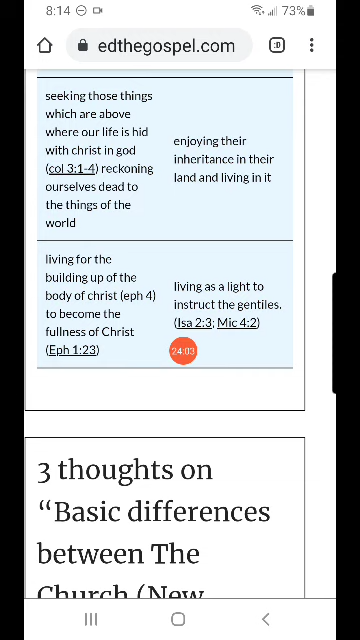 8:14
73%
edthegospel.com
:D
seeking those things
which are above
where our life is hid
with christ in god
(col 3:1-4) reckoning
ourselves dead to
the things of the
world
enjoying their
inheritance in their
land and living in it
living for the
building up of the
body of christ (eph 4)
to become the
fullness of Christ
(Eph 1:23)
living as a light to
instruct the gentiles.
(Isa 2:3; Mic 4:2)
24:03
3 thoughts on
“Basic differences
between The
Church (New